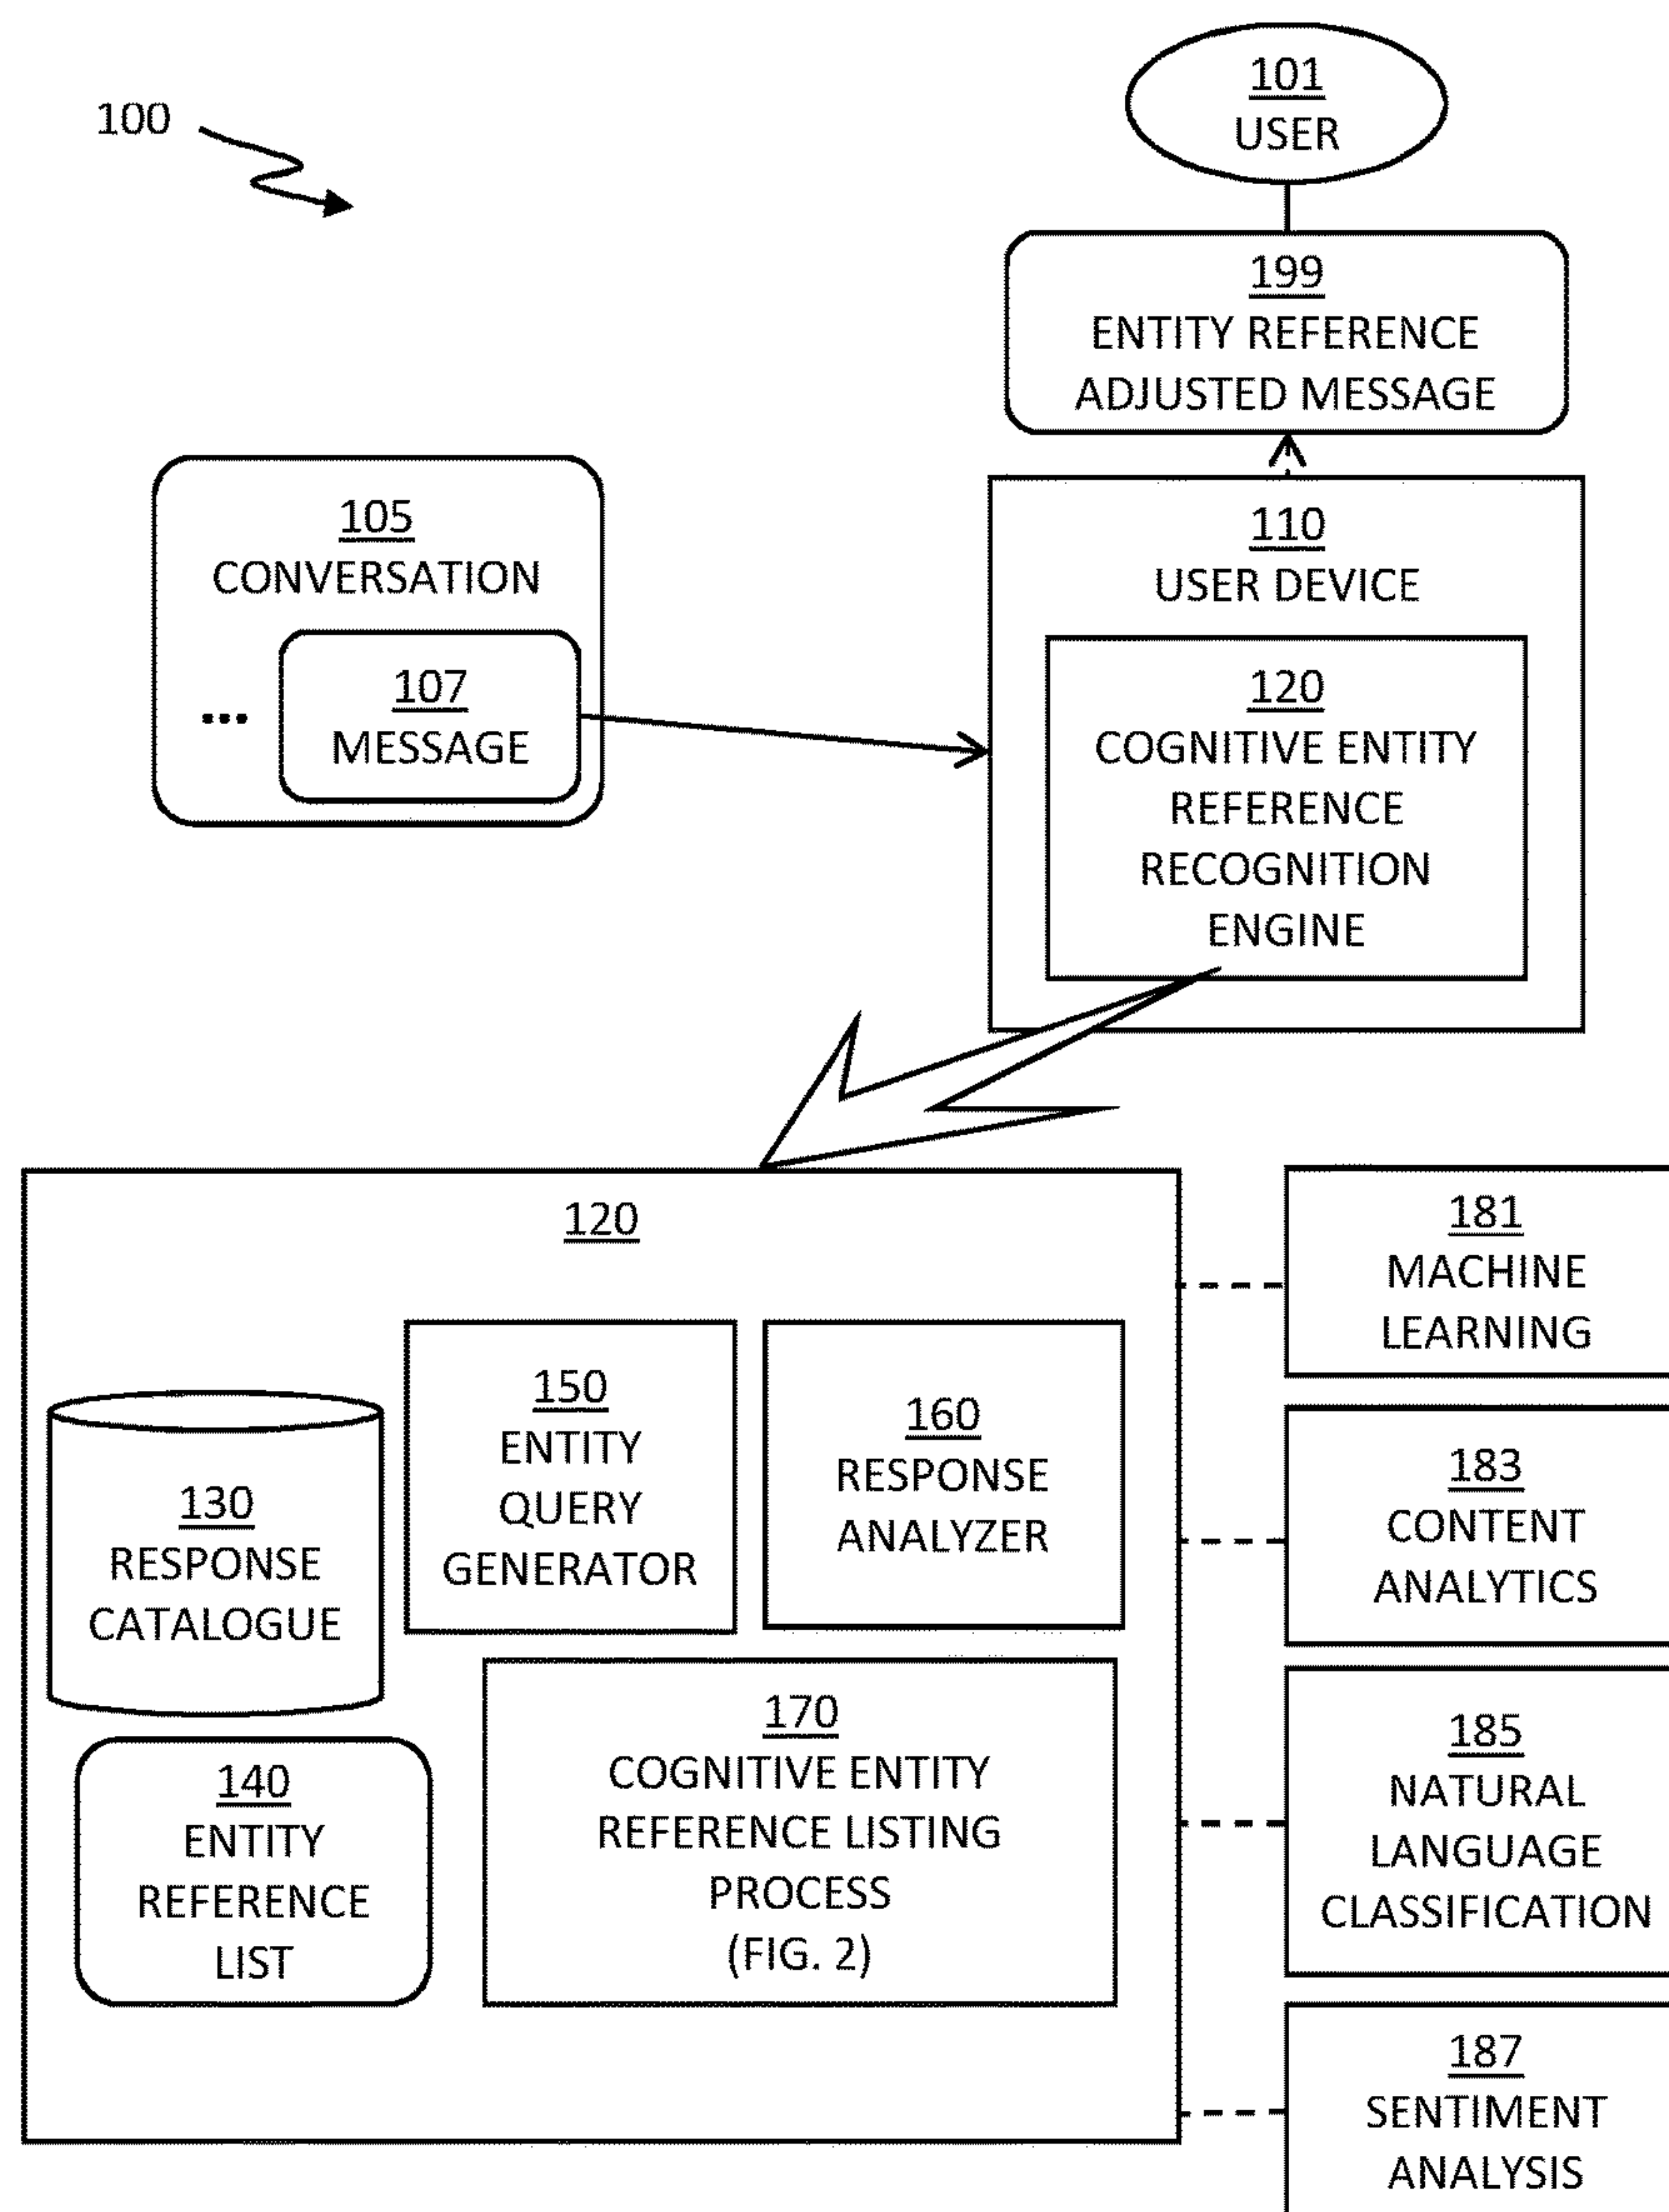 100
101
USER
199
ENTITY REFERENCE
ADJUSTED MESSAGE
105
CONVERSATION
...
107
MESSAGE
110
USER DEVICE
120
COGNITIVE ENTITY
REFERENCE
RECOGNITION
ENGINE
120
130
RESPONSE
CATALOGUE
150
ENTITY
QUERY
GENERATOR
160
RESPONSE
ANALYZER
140
ENTITY
REFERENCE
LIST
170
COGNITIVE ENTITY
REFERENCE LISTING
PROCESS
(FIG. 2)
181
MACHINE
LEARNING
183
CONTENT
ANALYTICS
185
NATURAL
LANGUAGE
CLASSIFICATION
187
SENTIMENT
ANALYSIS